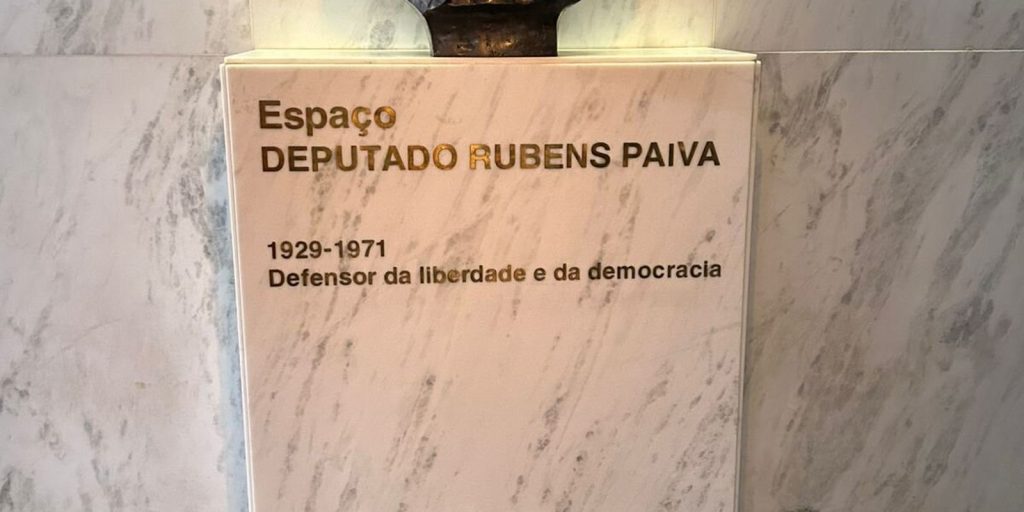 Espaço
DEPUTADO RUBENS PAIVA
1929-1971
Defensor da liberdade e da democracia